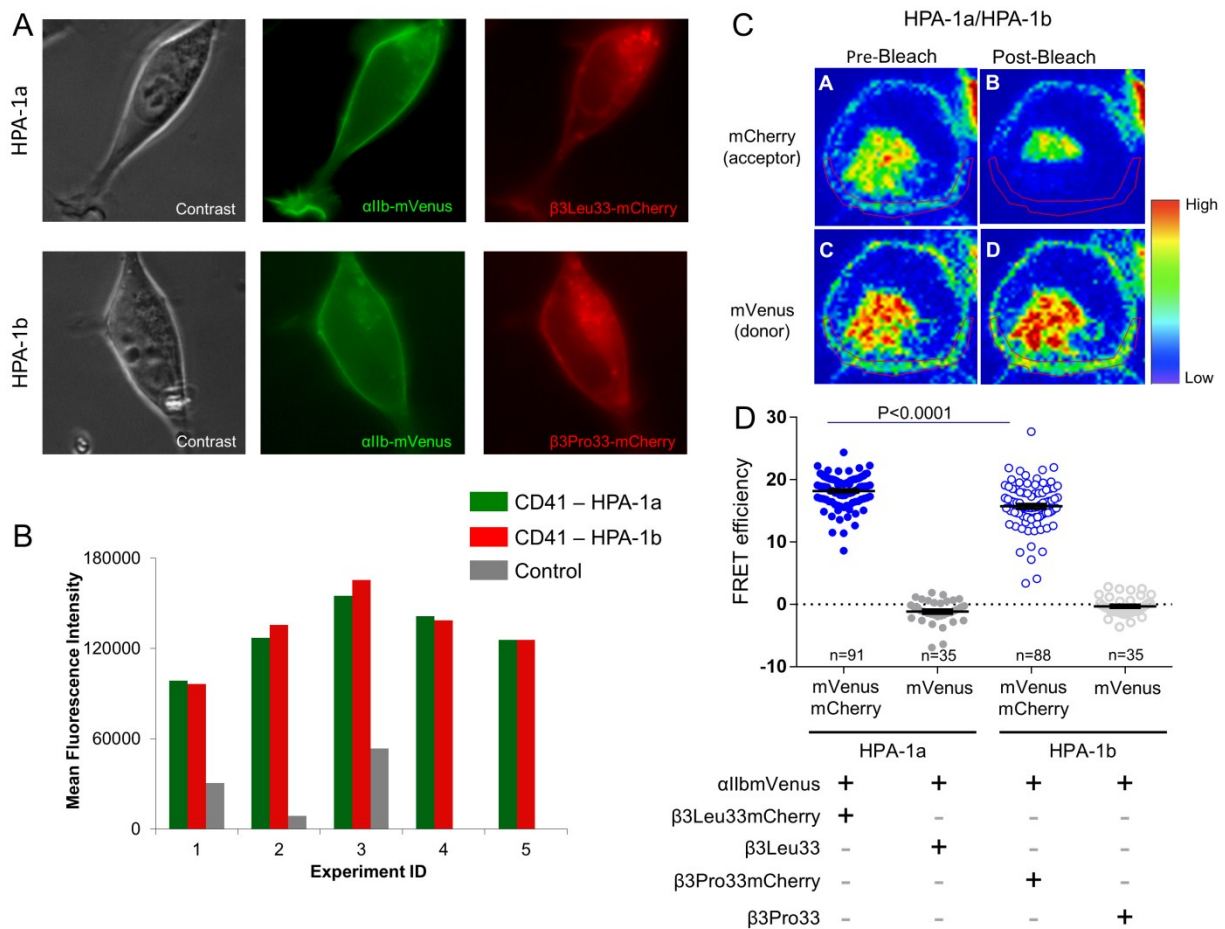 A
HPA-1a
Contrast
αIIb-mVenus
β3Leu33-mCherry
HPA-1b
Contrast
αIIb-mVenus
β3Pro33-mCherry
B
CD41 – HPA-1a
CD41 – HPA-1b
Control
Mean Fluorescence Intensity
180000
120000
60000
0
1 2 3 4 5
Experiment ID
C
HPA-1a/HPA-1b
Pre-Bleach Post-Bleach
mCherry
(acceptor)
A B
mVenus
(donor)
C D
High
Low
D
P<0.0001
FRET efficiency
30
20
10
0
-10
n=91 n=35 n=88 n=35
mVenus mVenus mVenus mVenus
mCherry mCherry
HPA-1a HPA-1b
αIIbmVenus + + + +
β3Leu33mCherry + - - -
β3Leu33 - + - -
β3Pro33mCherry - - + -
β3Pro33 - - - +